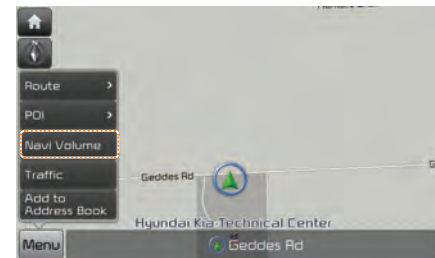 Route >
POI >
Navi Volume
Traffic
Add to
Address Book
Menu
Geddes Rd
Hyundai Kia Technical Center
Geddes Rd